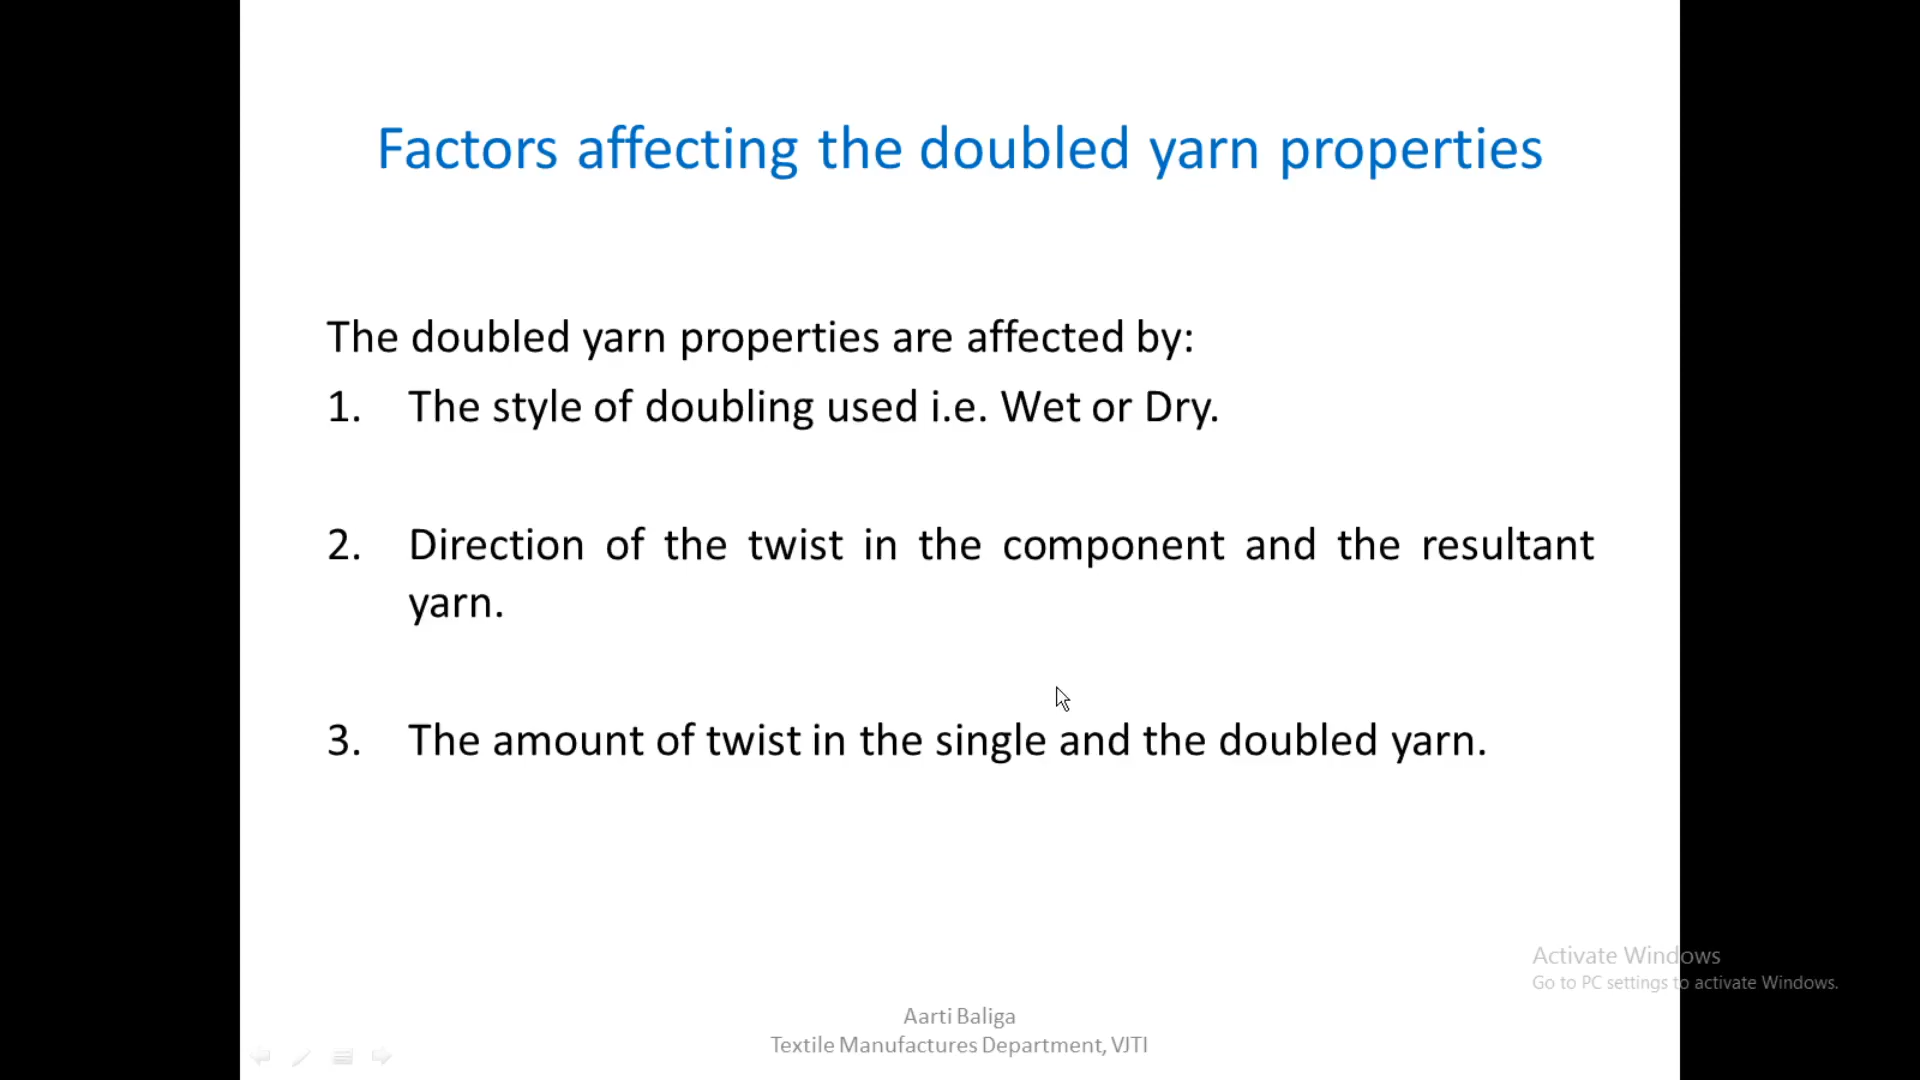 Factors affecting the doubled yarn properties
The doubled yarn properties are affected by:
1. The style of doubling used i.e. Wet or Dry.
2. Direction of the twist in the component and the resultant
yarn.
3. The amount of twist in the single and the doubled yarn.
Activate Windows
Go to PC settings to activate Windows.
Aarti Baliga
Textile Manufactures Department, VJTI